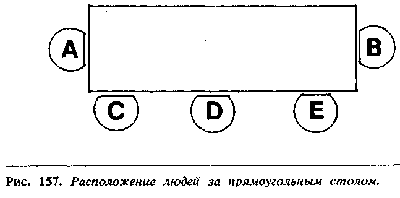 A B
C D E
Рис. 157. Расположение людей за прямоугольным столом.